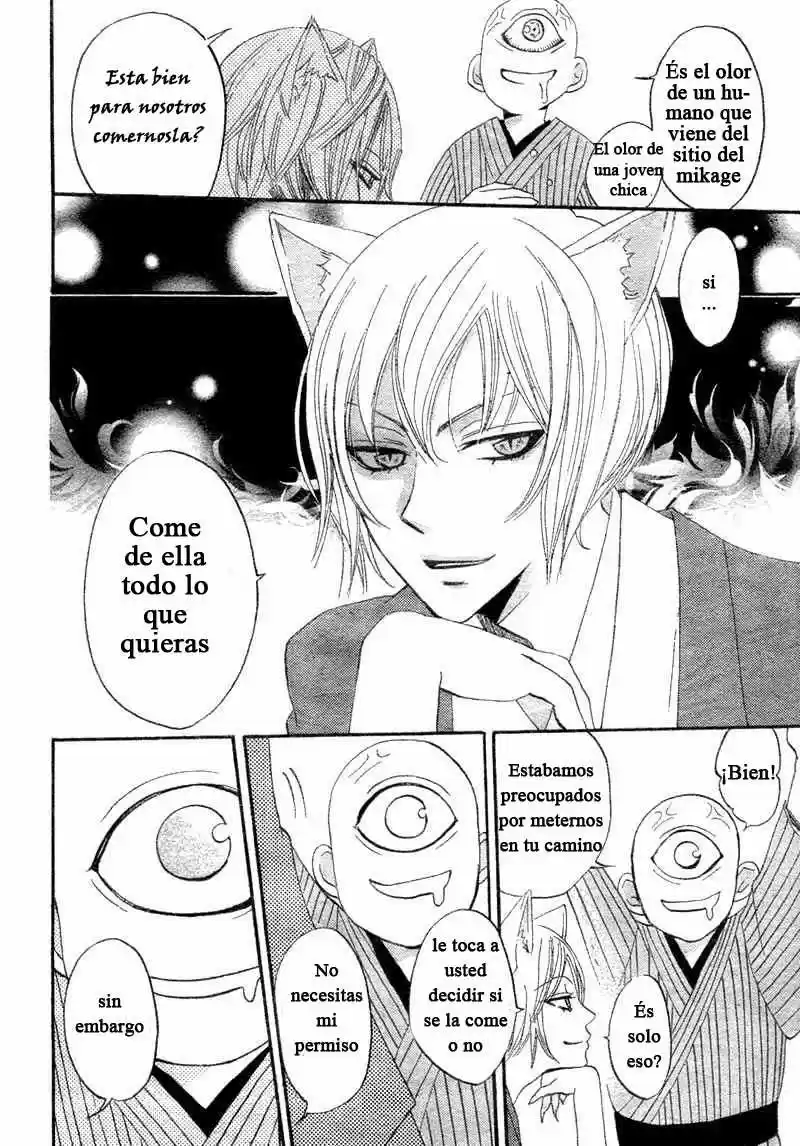 És el olor
de un hu-
mano que
viene del
sitio del
mikage
El olor de
una joven
chica
Esta bien
para nosotros
comernosla?
si
...
Come
de ella
todo lo
que
quieras
¡Bien!
Estabamos
preocupados
por meternos
en tu camino
És
solo
eso?
le toca a
usted
decidir si
se la come
o no
No
necesitas
mi
permiso
sin
embargo